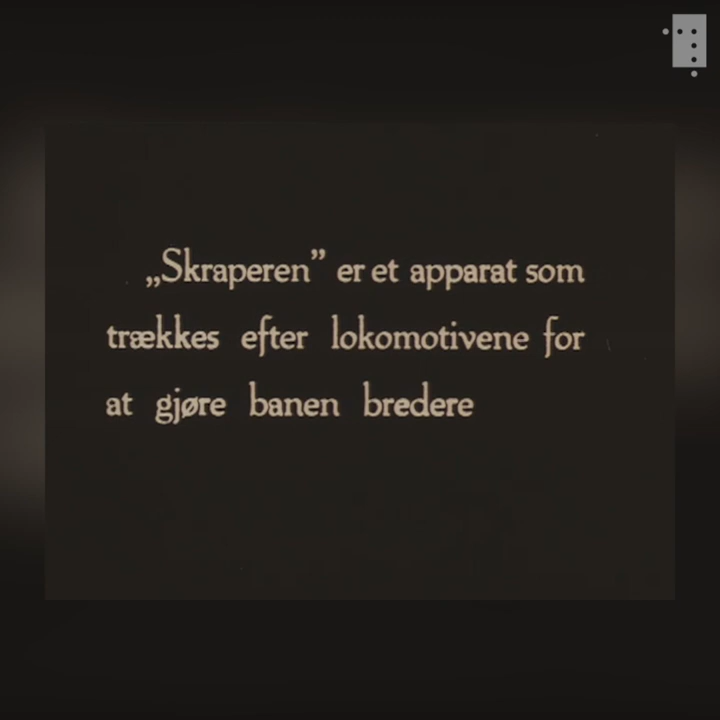 „Skraperen” er et apparat som
trækkes efter lokomotivene for
at gjøre banen bredere